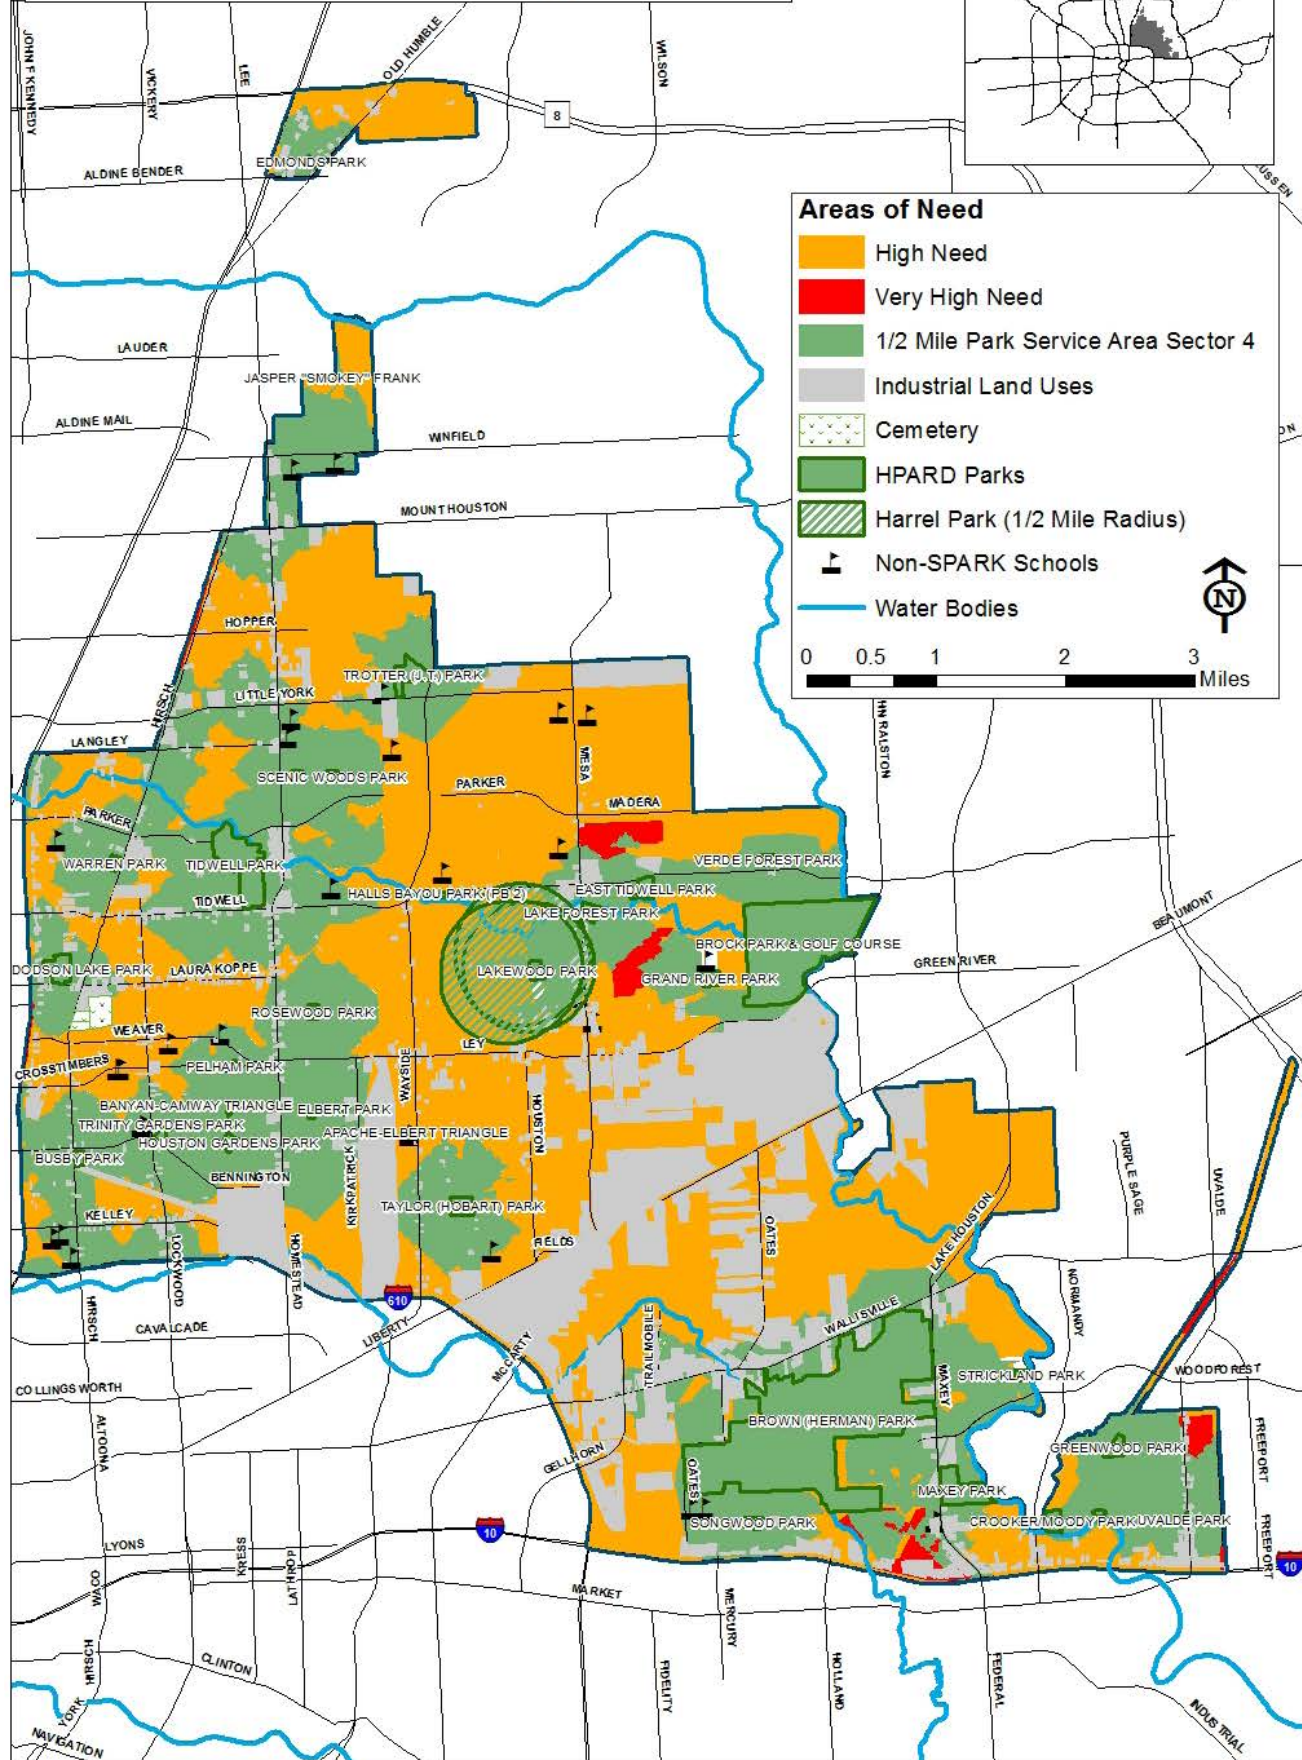 OLD HUMBLE
JOHN F KENNEDY
VICKERY
LEE
WILSON
8
EDMONDS PARK
ALDINE BENDER
Areas of Need
High Need
Very High Need
1/2 Mile Park Service Area Sector 4
Industrial Land Uses
Cemetery
HPARD Parks
Harrel Park (1/2 Mile Radius)
Non-SPARK Schools
Water Bodies
N
0 0.5 1 2 3
Miles
LAUDER
JASPER "SMOKEY" FRANK
ALDINE MAIL
WINFIELD
MOUNT HOUSTON
HOPPER
TROTTER (J.T.) PARK
LITTLE YORK
HIRSCH
LANGLEY
MESA
SCENIC WOODS PARK
PARKER
MADERA
PARKER
WARREN PARK
TIDWELL PARK
VERDE FOREST PARK
HALLS BAYOU PARK (PB 2)
EAST TIDWELL PARK
TIDWELL
LAKE FOREST PARK
BEAUMONT
BROCK PARK & GOLF COURSE
DODSON LAKE PARK
LAURA KOPPE
LAKEWOOD PARK
GRAND RIVER PARK
GREEN RIVER
ROSEWOOD PARK
WEAVER
LEY
CROSSTIMBERS
PELHAM PARK
WAYSIDE
BANYAN-CAMWAY TRIANGLE
ELBERT PARK
HOUSTON
TRINITY GARDENS PARK
APACHE-ELBERT TRIANGLE
HOUSTON GARDENS PARK
BUSBY PARK
BENNINGTON
KIRKPATRICK
TAYLOR (HOBART) PARK
PURPLE SAGE
UVALDE
KELLEY
LOCKWOOD
HOMESTEAD
FIELDS
OATES
LAKE HOUSTON
610
HIRSCH
CAVALCADE
LIBERTY
MCCARTY
TRAILMOBILE
WALLISVILLE
NORMANDY
COLLINGSWORTH
MAXEY
STRICKLAND PARK
WOODFOREST
ALTOONA
BROWN (HERMAN) PARK
GREENWOOD PARK
FREEPORT
GELLHORN
OATES
MAXEY PARK
SONGWOOD PARK
CROOKER/MOODY PARK
UVALDE PARK
FREEPORT
10
10
LYONS
KRESS
LATHROP
WACO
MARKET
MERCURY
HIRSCH
CLINTON
FIDELITY
HOLLAND
FEDERAL
YORK
NAVIGATION
INDUSTRIAL